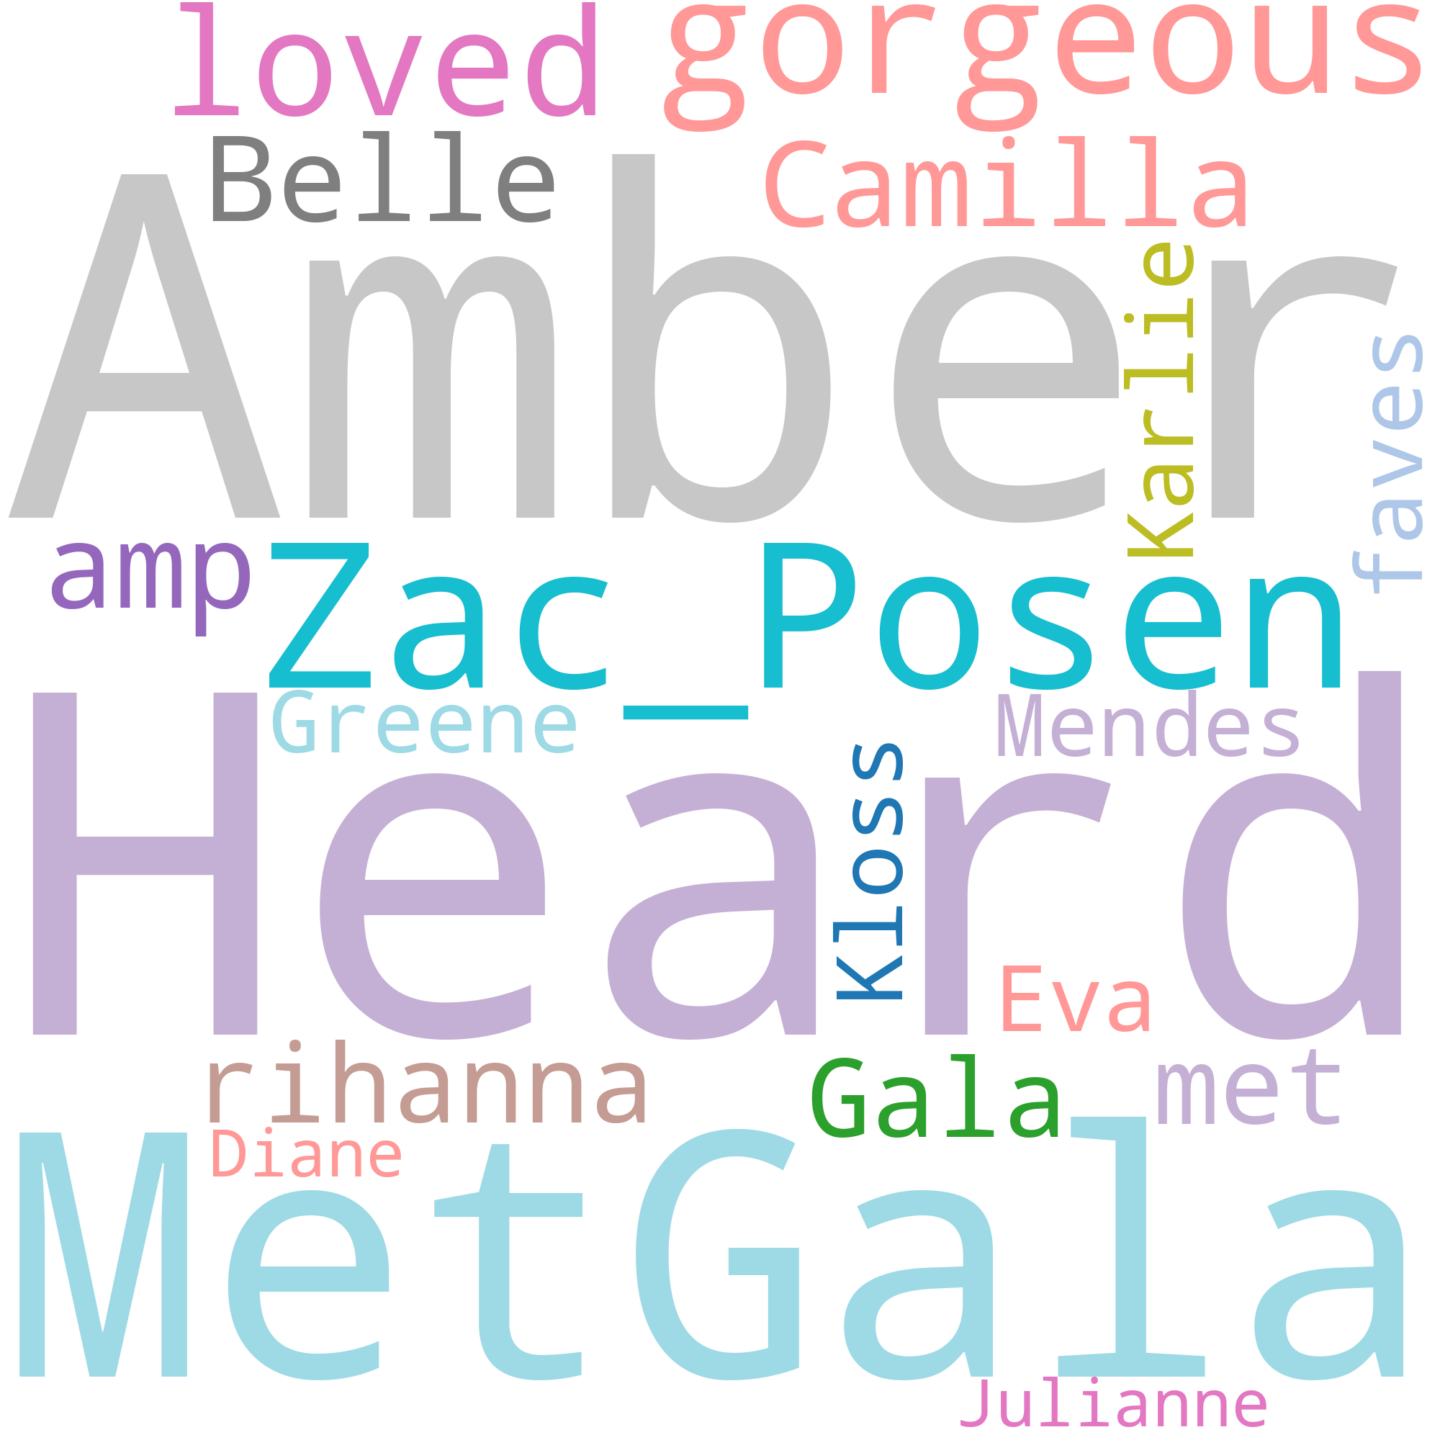 loved
gorgeous
Belle
Camilla
Amber
Karlie
faves
amp
Zac_Posen
Greene
Mendes
Heard
Kloss
Eva
rihanna
Gala
met
Diane
MetGala
Julianne